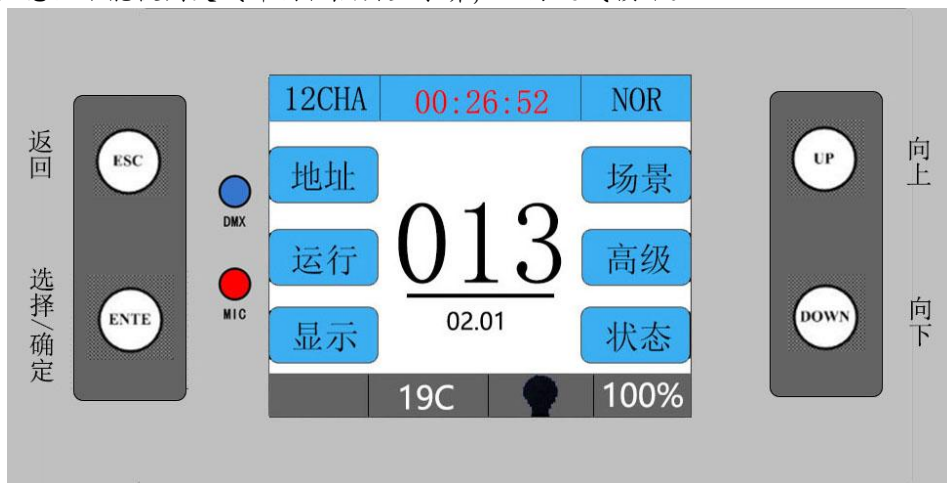 12CHA 00:26:52 NOR
返回
ESC
UP
向上
地址
场景
DMX
013
运行
高级
选择/确定
ENTE
MIC
02.01
显示
状态
DOWN
向下
19C
100%